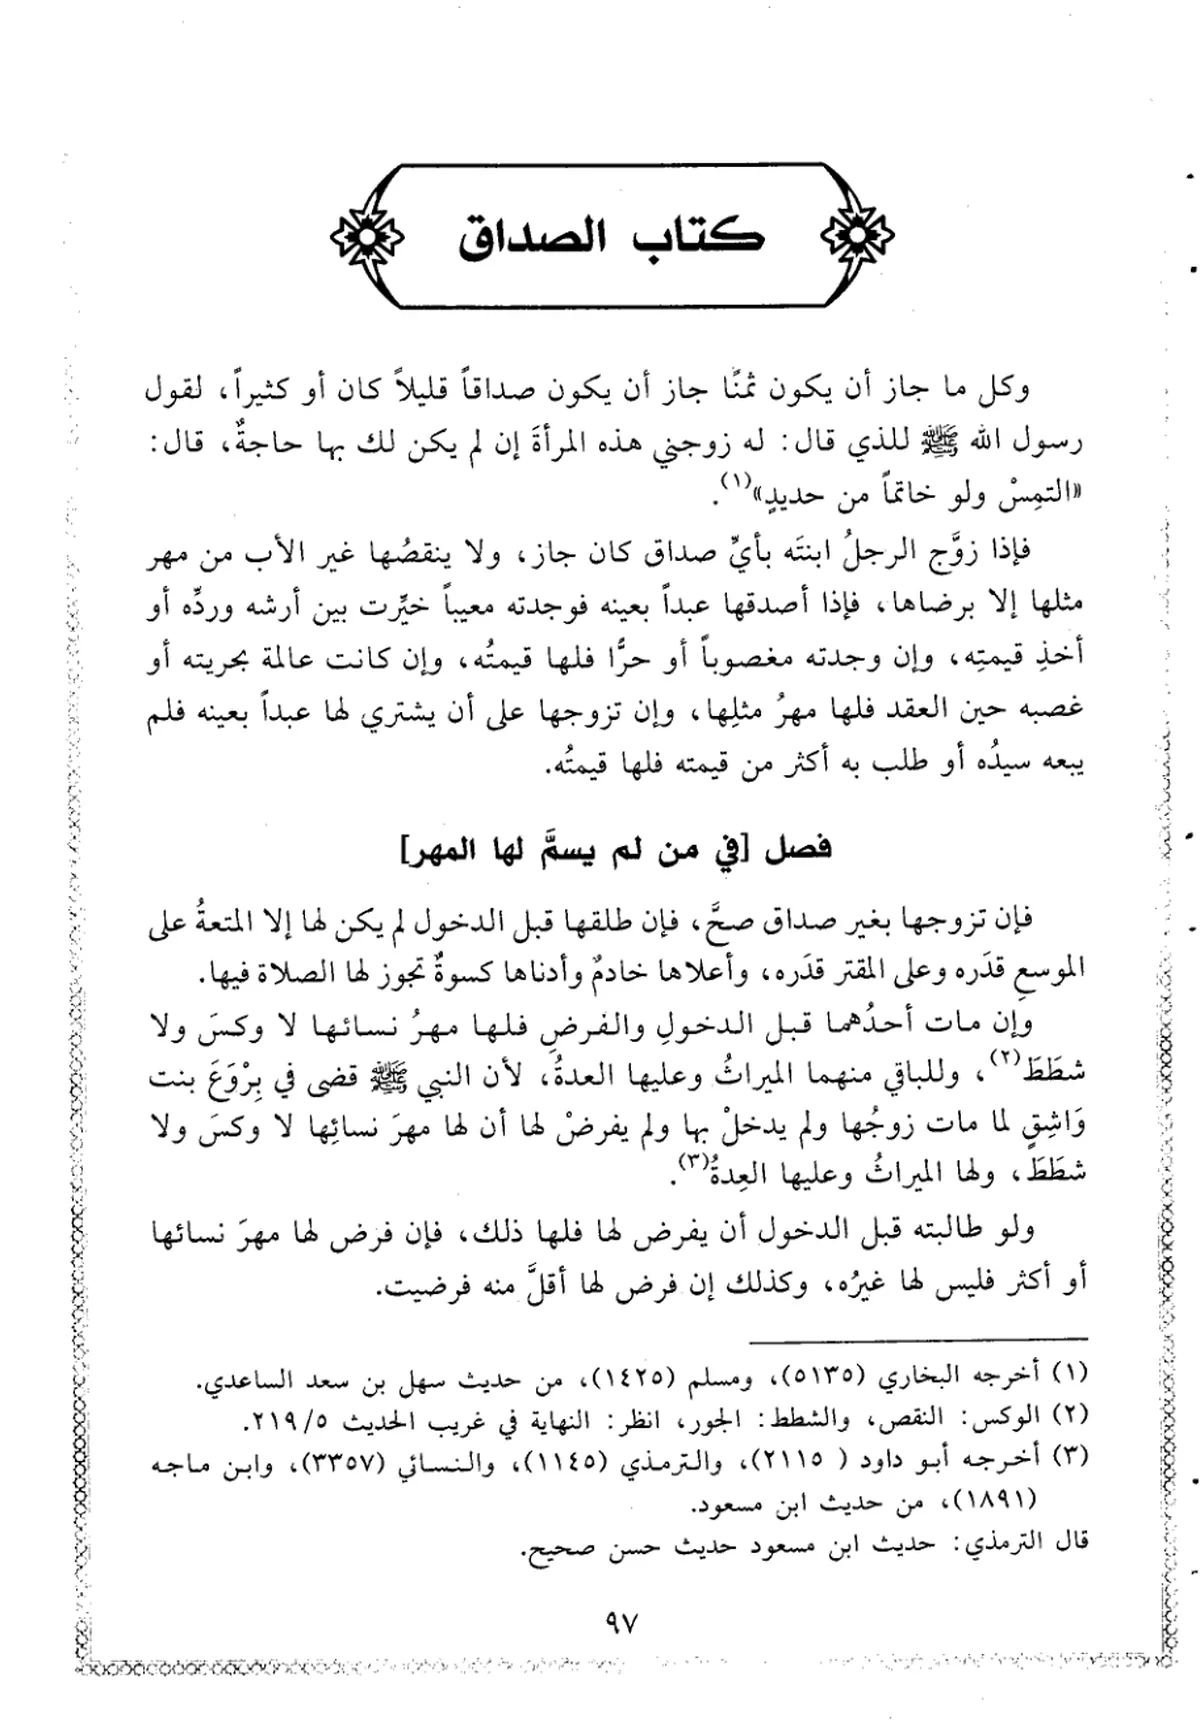 كتاب الصداق
وكل ما جاز أن يكون ثمنًا جاز أن يكون صداقاً قليلاً كان أو كثيراً، لقول
رسول الله ﷺ للذي قال: له زوجني هذه المرأةَ إن لم يكن لك بها حاجةٌ، قال:
«التمِسْ ولو خاتماً من حديدٍ»(١).
فإذا زوَّج الرجلُ ابنتَه بأيِّ صداق كان جاز، ولا ينقصُها غير الأب من مهر
مثلها إلا برضاها، فإذا أصدقها عبداً بعينه فوجدته معيباً خيِّرت بين أرشه وردِّه أو
أخذِ قيمتِه، وإن وجدته مغصوباً أو حرًّا فلها قيمتُه، وإن كانت عالمة بحريته أو
غصبه حين العقد فلها مهرُ مثلِها، وإن تزوجها على أن يشتري لها عبداً بعينه فلم
يبعه سيدُه أو طلب به أكثر من قيمته فلها قيمتُه.
فصل [في من لم يسمَّ لها المهر]
فإن تزوجها بغير صداق صحَّ، فإن طلقها قبل الدخول لم يكن لها إلا المتعةُ على
الموسعِ قدَره وعلى المقتر قدَره، وأعلاها خادمٌ وأدناها كسوةٌ تجوز لها الصلاة فيها.
وإن مات أحدُهما قبل الدخولِ والفرضِ فلها مهرُ نسائها لا وكسَ ولا
شطَطَ(٢)، وللباقي منهما الميراثُ وعليها العدةُ، لأن النبي ﷺ قضى في بِرْوَعَ بنت
وَاشِقٍ لما مات زوجُها ولم يدخلْ بها ولم يفرضْ لها أن لها مهرَ نسائِها لا وكسَ ولا
شطَطَ، ولها الميراثُ وعليها العِدةُ(٣).
ولو طالبته قبل الدخول أن يفرض لها فلها ذلك، فإن فرض لها مهرَ نسائها
أو أكثر فليس لها غيرُه، وكذلك إن فرض لها أقلَّ منه فرضيت.
(١) أخرجه البخاري (٥١٣٥)، ومسلم (١٤٢٥)، من حديث سهل بن سعد الساعدي.
(٢) الوكس: النقص، والشطط: الجور، انظر: النهاية في غريب الحديث ٢١٩/٥.
(٣) أخرجه أبو داود ( ٢١١٥)، والترمذي (١١٤٥)، والنسائي (٣٣٥٧)، وابن ماجه
(١٨٩١)، من حديث ابن مسعود.
قال الترمذي: حديث ابن مسعود حديث حسن صحيح.
٩٧